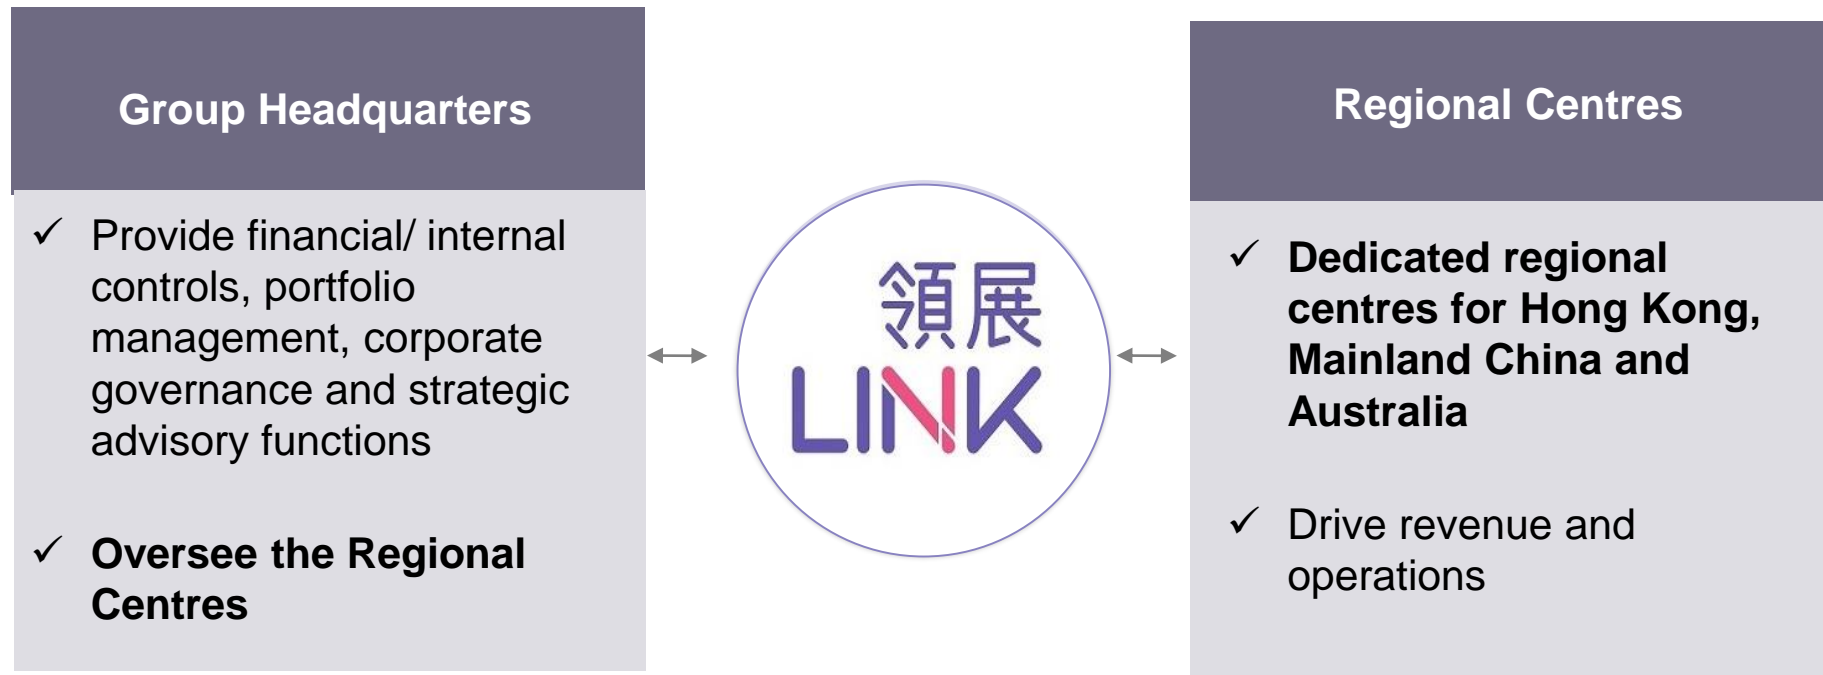 Group Headquarters
✓ Provide financial/ internal
controls, portfolio
management, corporate
governance and strategic
advisory functions
✓ Oversee the Regional
Centres
領展
LINK
Regional Centres
✓ Dedicated regional
centres for Hong Kong,
Mainland China and
Australia
✓ Drive revenue and
operations